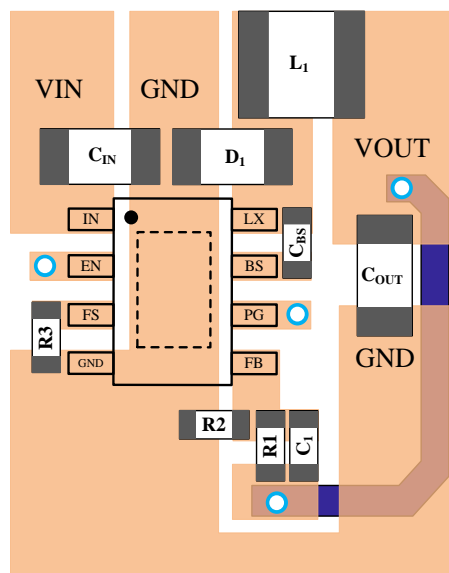 L1
VIN
GND
VOUT
CIN
D1
IN
LX
CBS
EN
BS
COUT
FS
PG
R3
GND
FB
GND
R2
R1
C1